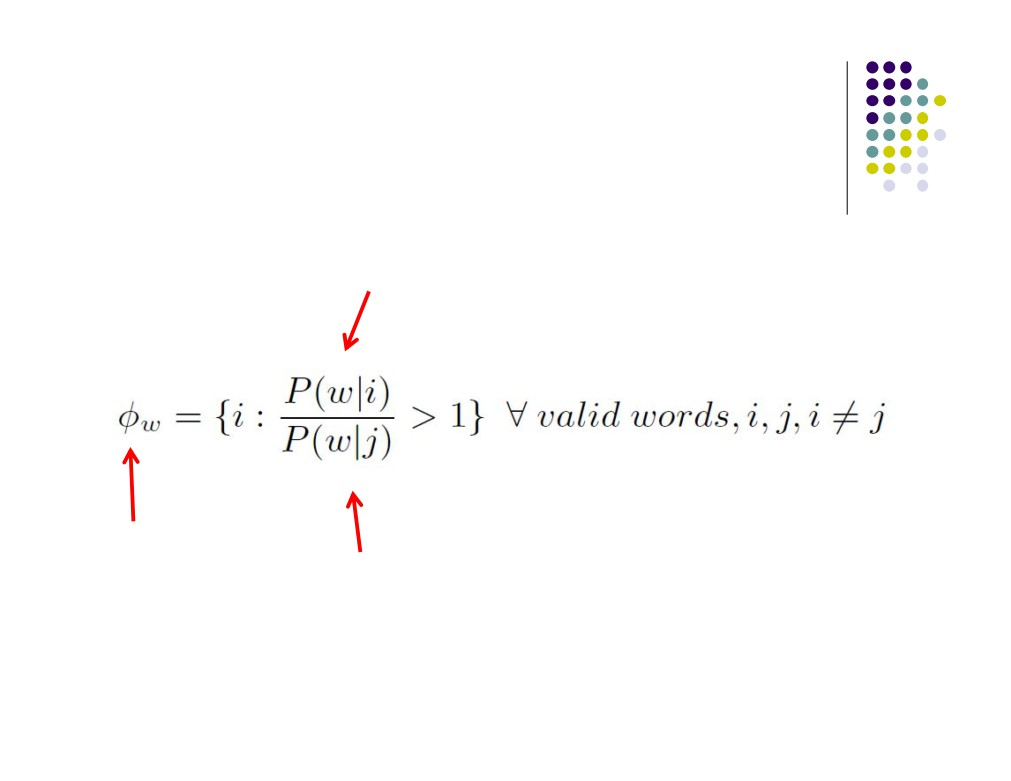 ϕ_w = {i : P(w|i) / P(w|j) > 1} ∀ valid words, i, j, i ≠ j